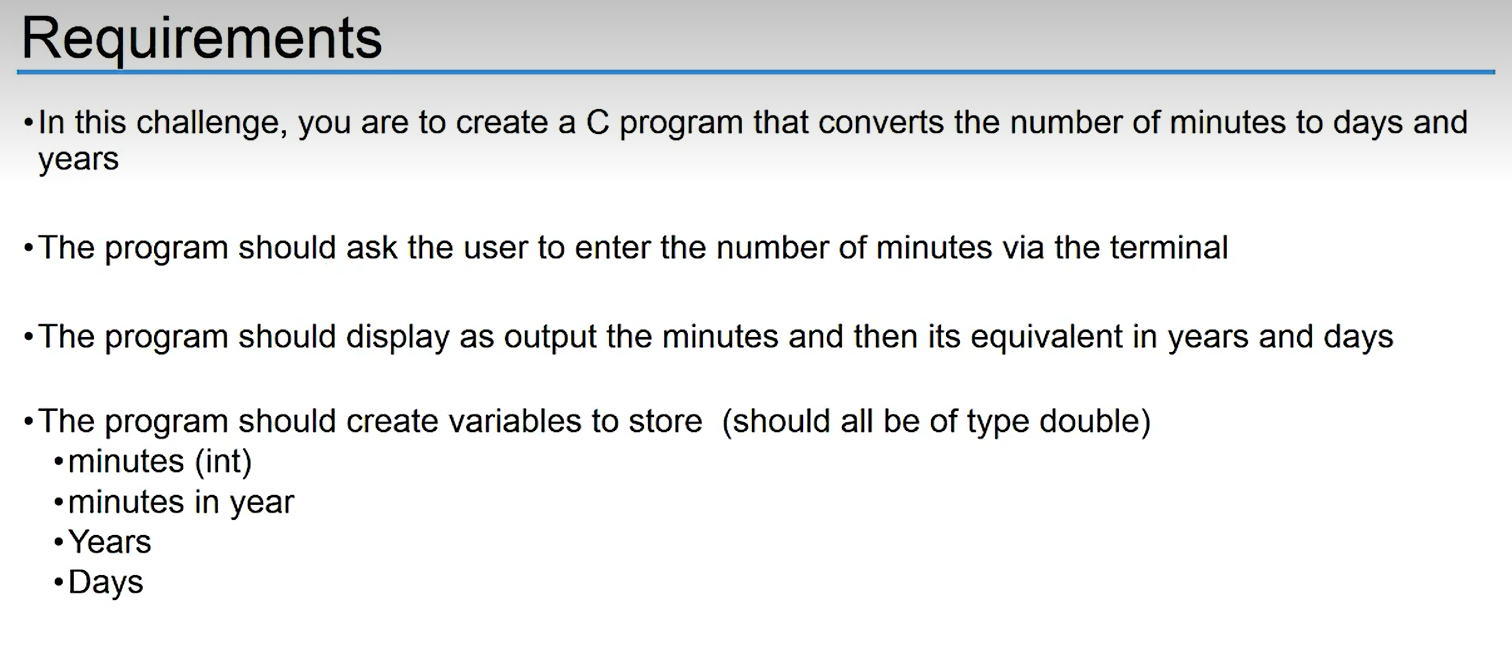 Requirements
•In this challenge, you are to create a C program that converts the number of minutes to days and
years
•The program should ask the user to enter the number of minutes via the terminal
•The program should display as output the minutes and then its equivalent in years and days
•The program should create variables to store  (should all be of type double)
•minutes (int)
•minutes in year
•Years
•Days